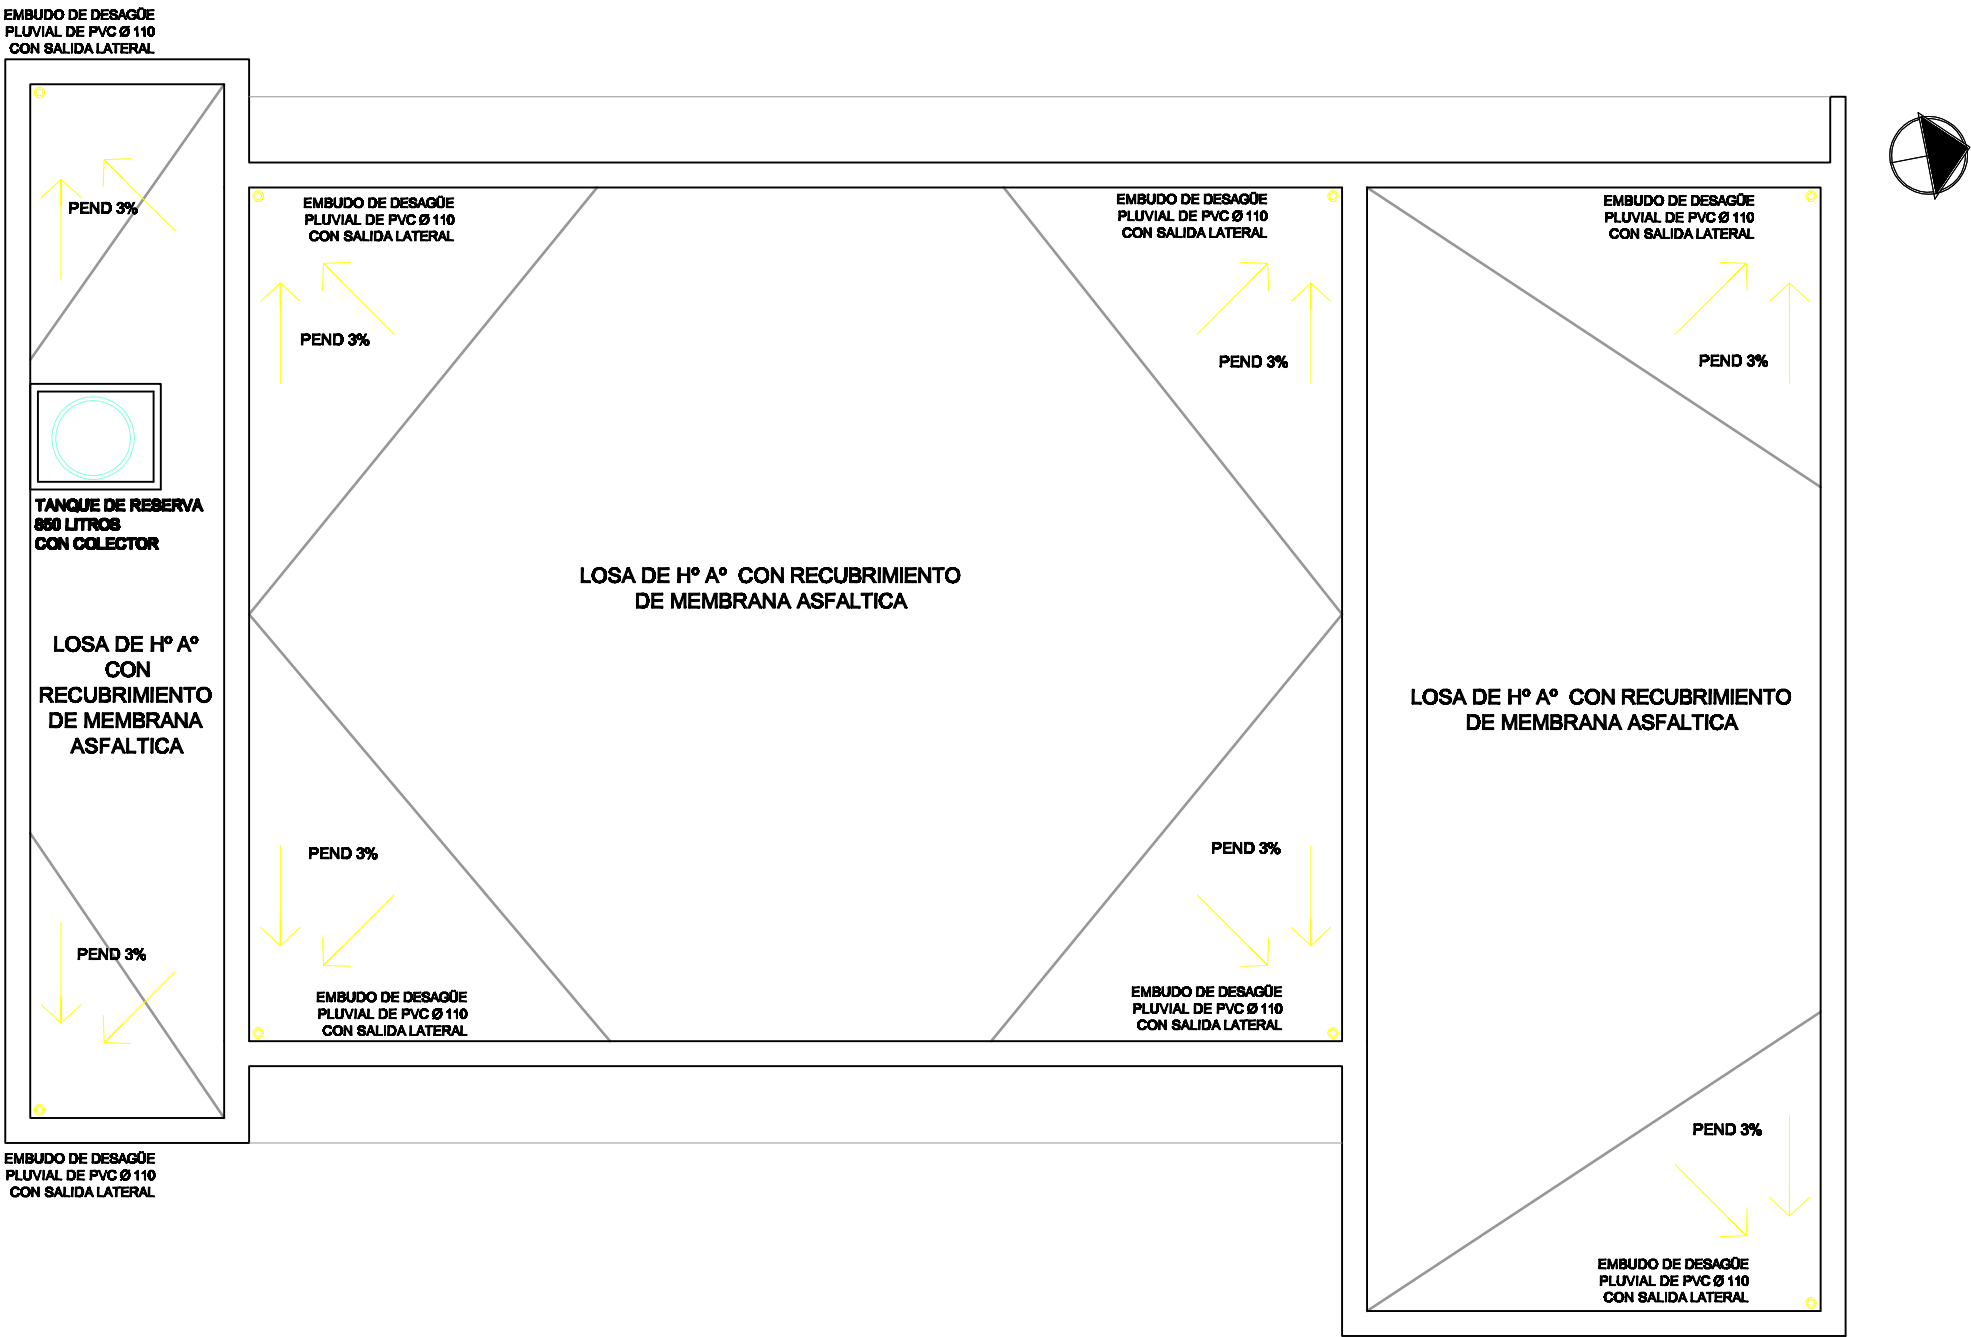 EMBUDO DE DESAGÜE
PLUVIAL DE PVC Ø 110
CON SALIDA LATERAL
PEND 3%
EMBUDO DE DESAGÜE
PLUVIAL DE PVC Ø 110
CON SALIDA LATERAL
PEND 3%
EMBUDO DE DESAGÜE
PLUVIAL DE PVC Ø 110
CON SALIDA LATERAL
PEND 3%
EMBUDO DE DESAGÜE
PLUVIAL DE PVC Ø 110
CON SALIDA LATERAL
PEND 3%
TANQUE DE RESERVA
850 LITROS
CON COLECTOR
LOSA DE Hº Aº
CON
RECUBRIMIENTO
DE MEMBRANA
ASFALTICA
LOSA DE Hº Aº CON RECUBRIMIENTO
DE MEMBRANA ASFALTICA
LOSA DE Hº Aº CON RECUBRIMIENTO
DE MEMBRANA ASFALTICA
PEND 3%
PEND 3%
EMBUDO DE DESAGÜE
PLUVIAL DE PVC Ø 110
CON SALIDA LATERAL
PEND 3%
EMBUDO DE DESAGÜE
PLUVIAL DE PVC Ø 110
CON SALIDA LATERAL
PEND 3%
EMBUDO DE DESAGÜE
PLUVIAL DE PVC Ø 110
CON SALIDA LATERAL
EMBUDO DE DESAGÜE
PLUVIAL DE PVC Ø 110
CON SALIDA LATERAL